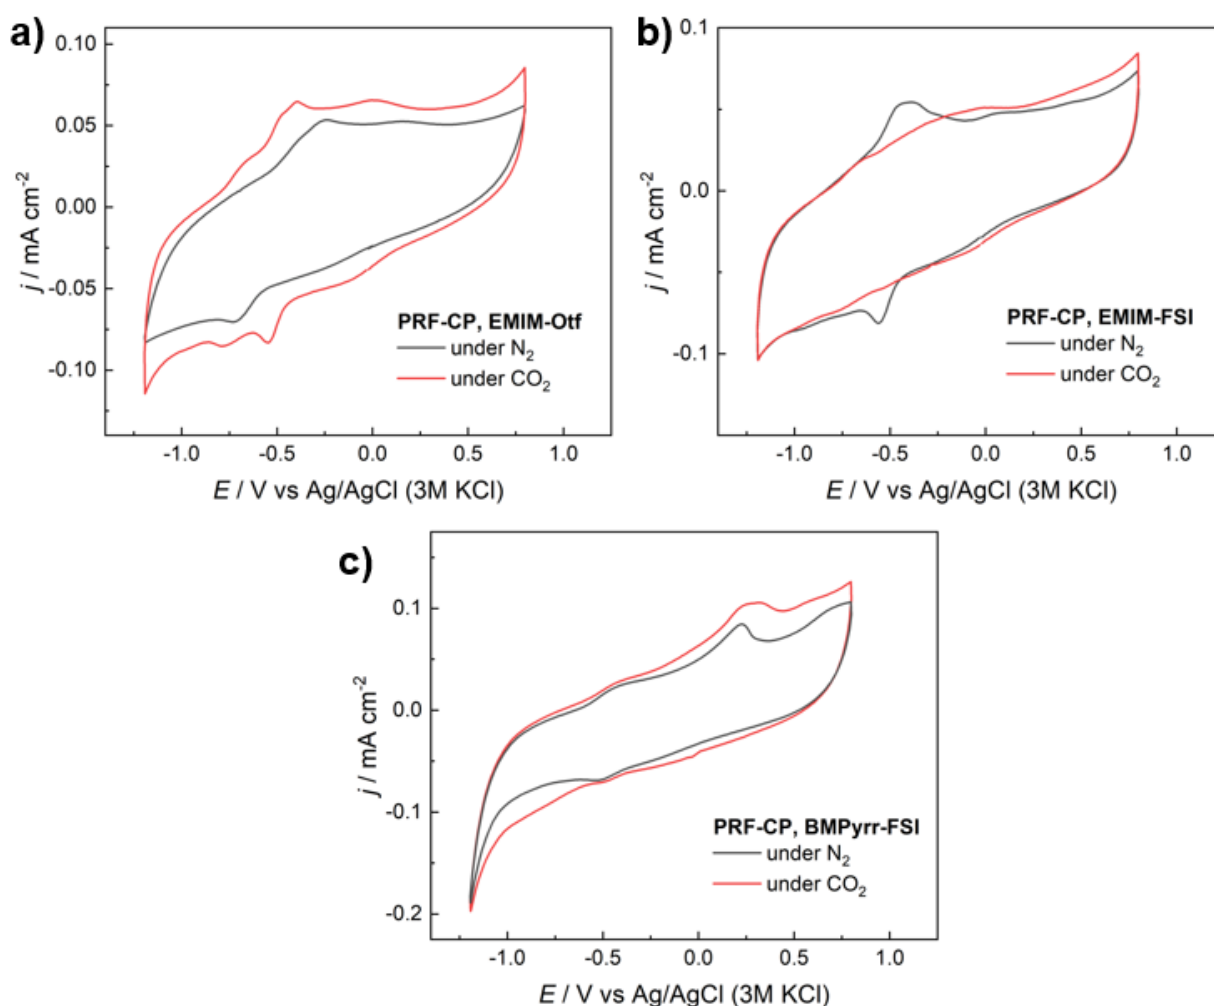 a)
0.10
0.05
0.00
-0.05
-0.10
j / mA cm⁻²
PRF-CP, EMIM-Otf
under N₂
under CO₂
-1.0 -0.5 0.0 0.5 1.0
E / V vs Ag/AgCl (3M KCl)
b)
0.1
0.0
-0.1
j / mA cm⁻²
PRF-CP, EMIM-FSI
under N₂
under CO₂
-1.0 -0.5 0.0 0.5 1.0
E / V vs Ag/AgCl (3M KCl)
c)
0.1
0.0
-0.1
-0.2
j / mA cm⁻²
PRF-CP, BMPyrr-FSI
under N₂
under CO₂
-1.0 -0.5 0.0 0.5 1.0
E / V vs Ag/AgCl (3M KCl)